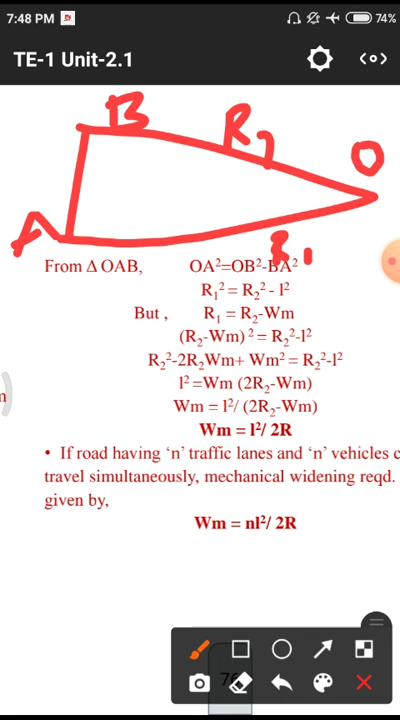 7:48 PM
74%
TE-1 Unit-2.1
B
R2
O
A
R1
From Δ OAB, OA²=OB²-BA²
R₁² = R₂² - l²
But , R₁ = R₂-Wm
(R₂-Wm) ² = R₂²-l²
R₂²-2R₂Wm+ Wm² = R₂²-l²
l² =Wm (2R₂-Wm)
Wm = l²/ (2R₂-Wm)
Wm = l²/ 2R
• If road having ‘n’ traffic lanes and ‘n’ vehicles c
travel simultaneously, mechanical widening reqd.
given by,
Wm = nl²/ 2R